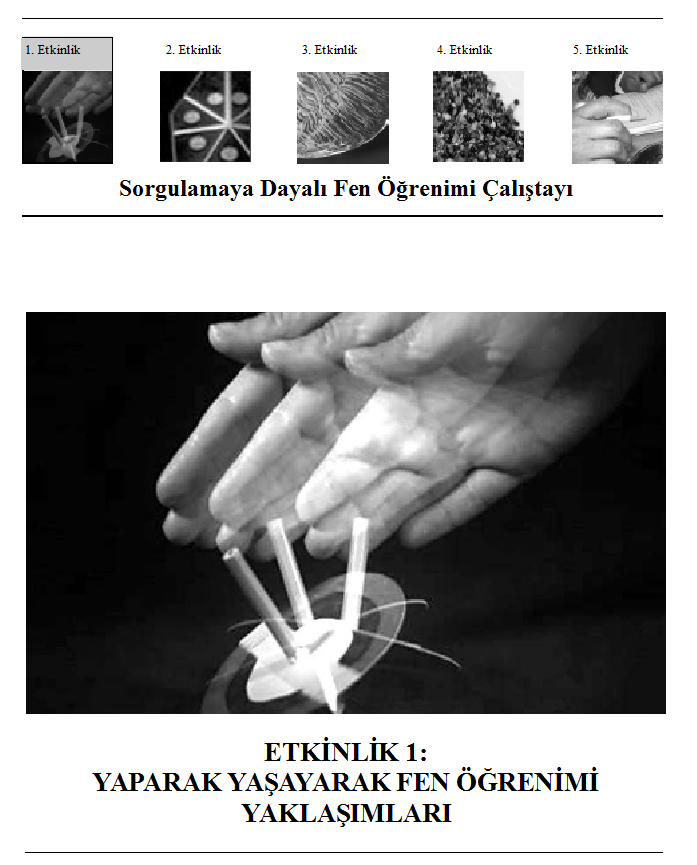 1. Etkinlik
2. Etkinlik
3. Etkinlik
4. Etkinlik
5. Etkinlik
Sorgulamaya Dayalı Fen Öğrenimi Çalıştayı
ETKİNLİK 1:
YAPARAK YAŞAYARAK FEN ÖĞRENİMİ
YAKLAŞIMLARI